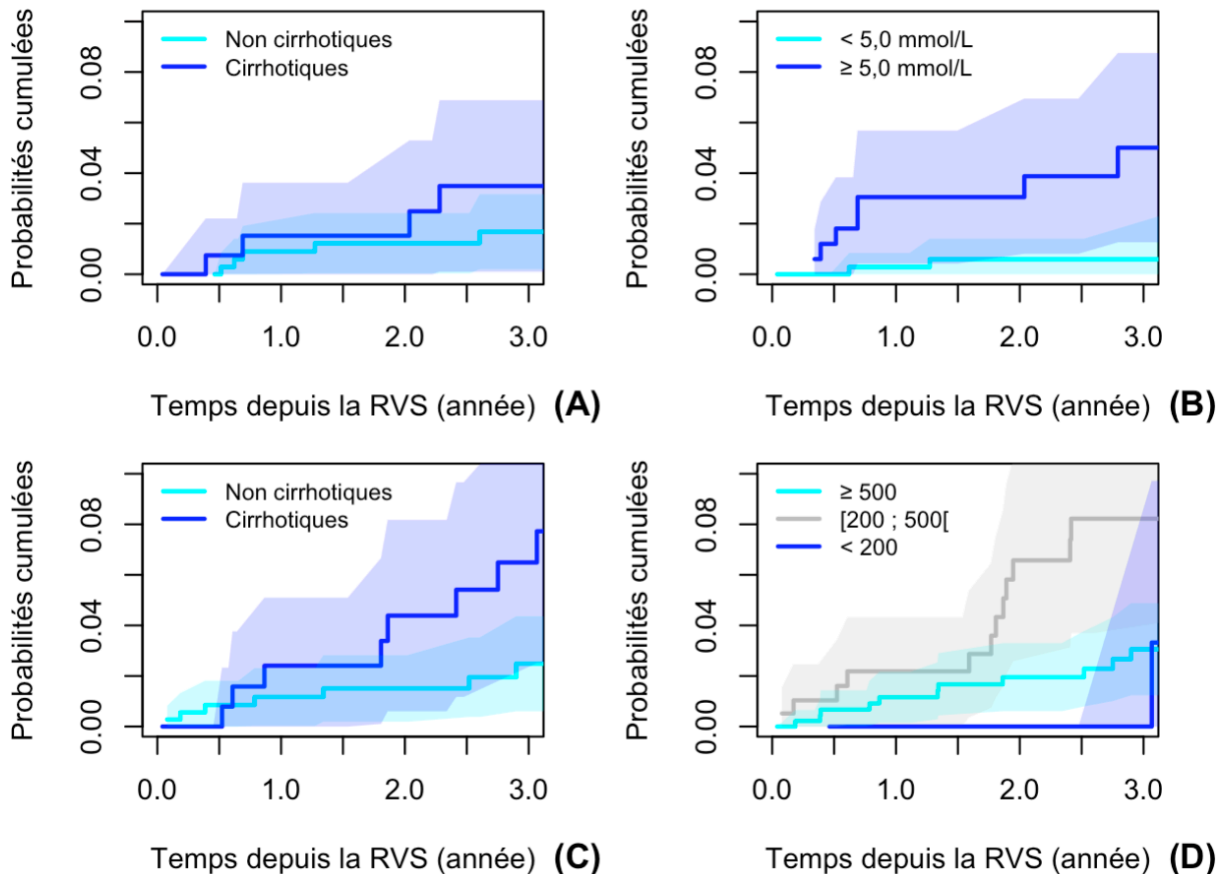 Probabilités cumulées
0.00 0.04 0.08
Non cirrhotiques
Cirrhotiques
0.0 1.0 2.0 3.0
Temps depuis la RVS (année) (A)
Probabilités cumulées
0.00 0.04 0.08
< 5,0 mmol/L
≥ 5,0 mmol/L
0.0 1.0 2.0 3.0
Temps depuis la RVS (année) (B)
Probabilités cumulées
0.00 0.04 0.08
Non cirrhotiques
Cirrhotiques
0.0 1.0 2.0 3.0
Temps depuis la RVS (année) (C)
Probabilités cumulées
0.00 0.04 0.08
≥ 500
[200 ; 500[
< 200
0.0 1.0 2.0 3.0
Temps depuis la RVS (année) (D)